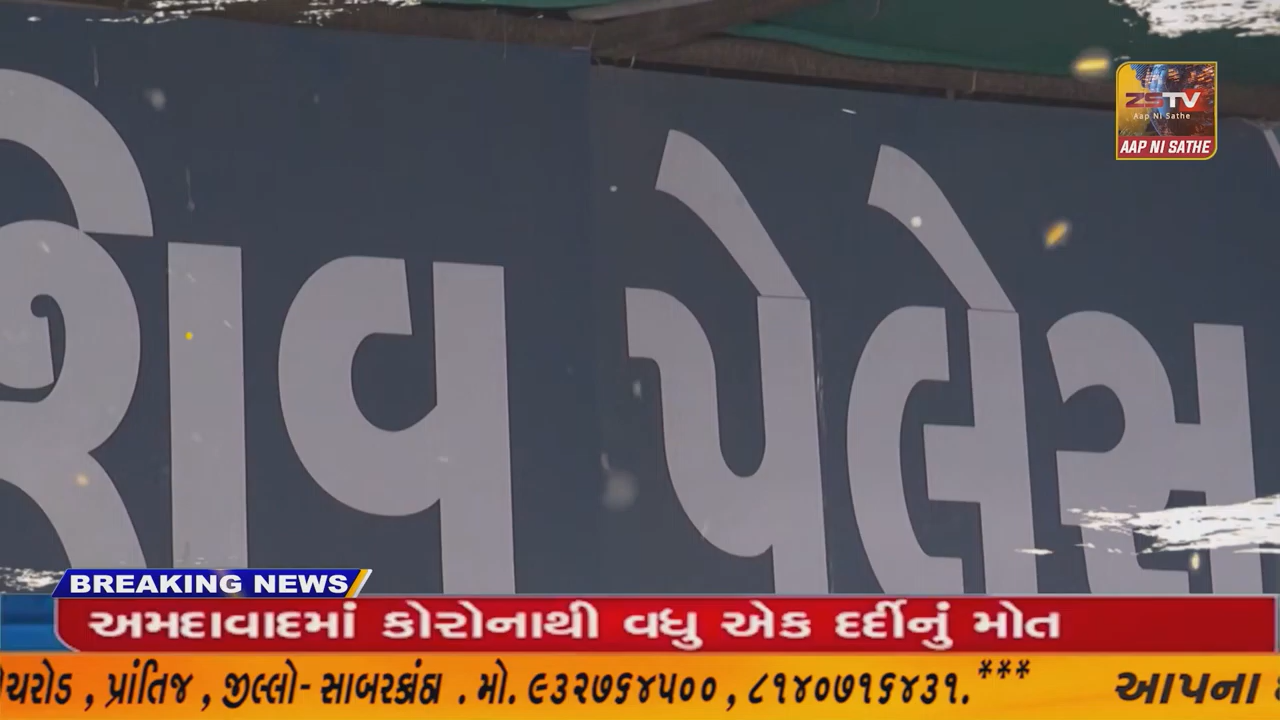 ZSTV
Aap Ni Sathe
AAP NI SATHE
શિવ પેલેસ
BREAKING NEWS
અમદાવાદમાં કોરોનાથી વધુ એક દર્દીનું મોત
, પ્રાંતિજ , જીલ્લો- સાબરકાંઠા . મો. ૯૩૨૭૬૪૫૦૦ , ૮૧૪૦૭૧૬૪૩૧.*** આપના